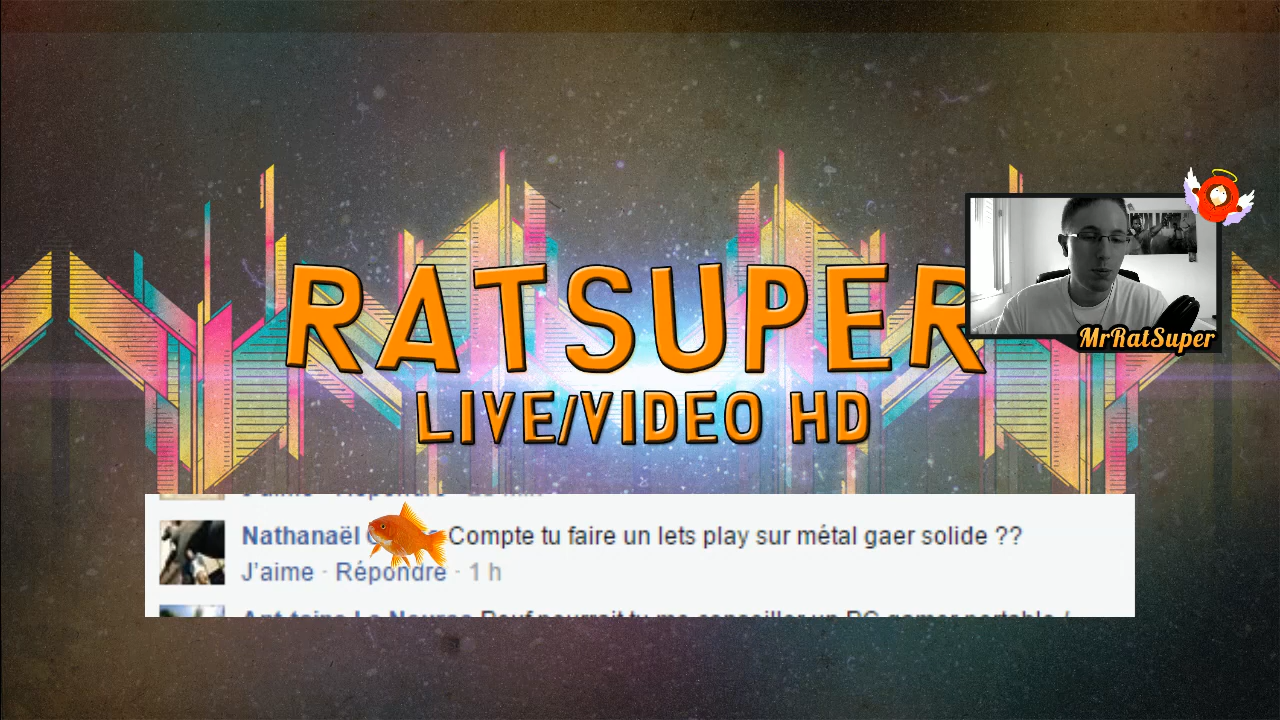 RATSUPER
MrRatSuper
LIVE/VIDEO HD
Nathanaël Compte tu faire un lets play sur métal gaer solide ??
J'aime · Répondre · 1 h